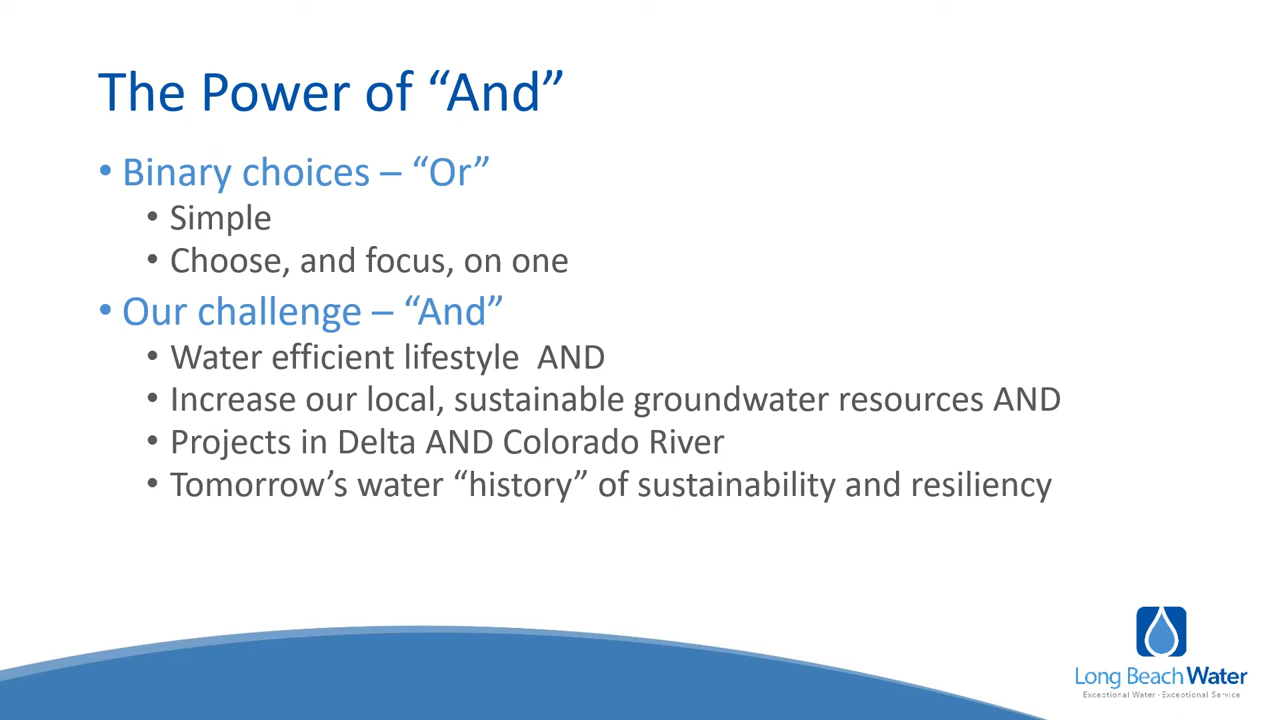 The Power of “And”
• Binary choices – “Or”
• Simple
• Choose, and focus, on one
• Our challenge – “And”
• Water efficient lifestyle  AND
• Increase our local, sustainable groundwater resources AND
• Projects in Delta AND Colorado River
• Tomorrow’s water “history” of sustainability and resiliency
Long Beach Water
Exceptional Water - Exceptional Service